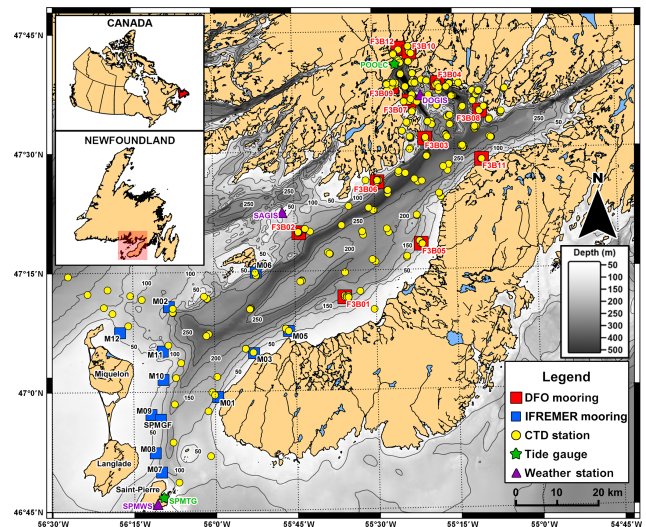 CANADA
NEWFOUNDLAND
47°45'N
47°30'N
47°15'N
47°0'N
46°45'N
56°30'W
56°15'W
56°0'W
55°45'W
55°30'W
55°15'W
55°0'W
F3B12
F3B10
POOLC
F3B04
F3B09
DOGIS
F3B07
F3B08
F3B03
F3B11
F3B06
SAGIS
F3B02
F3B05
M06
F3B01
M02
M12
M05
M11
M03
Miquelon
M10
M01
M09
SPMGF
M08
Langlade
M07
Saint-Pierre
SPMTG
SPMWS
N
Depth (m)
50
100
150
200
250
300
350
400
450
500
Legend
DFO mooring
IFREMER mooring
CTD station
Tide gauge
Weather station
0 10 20 km